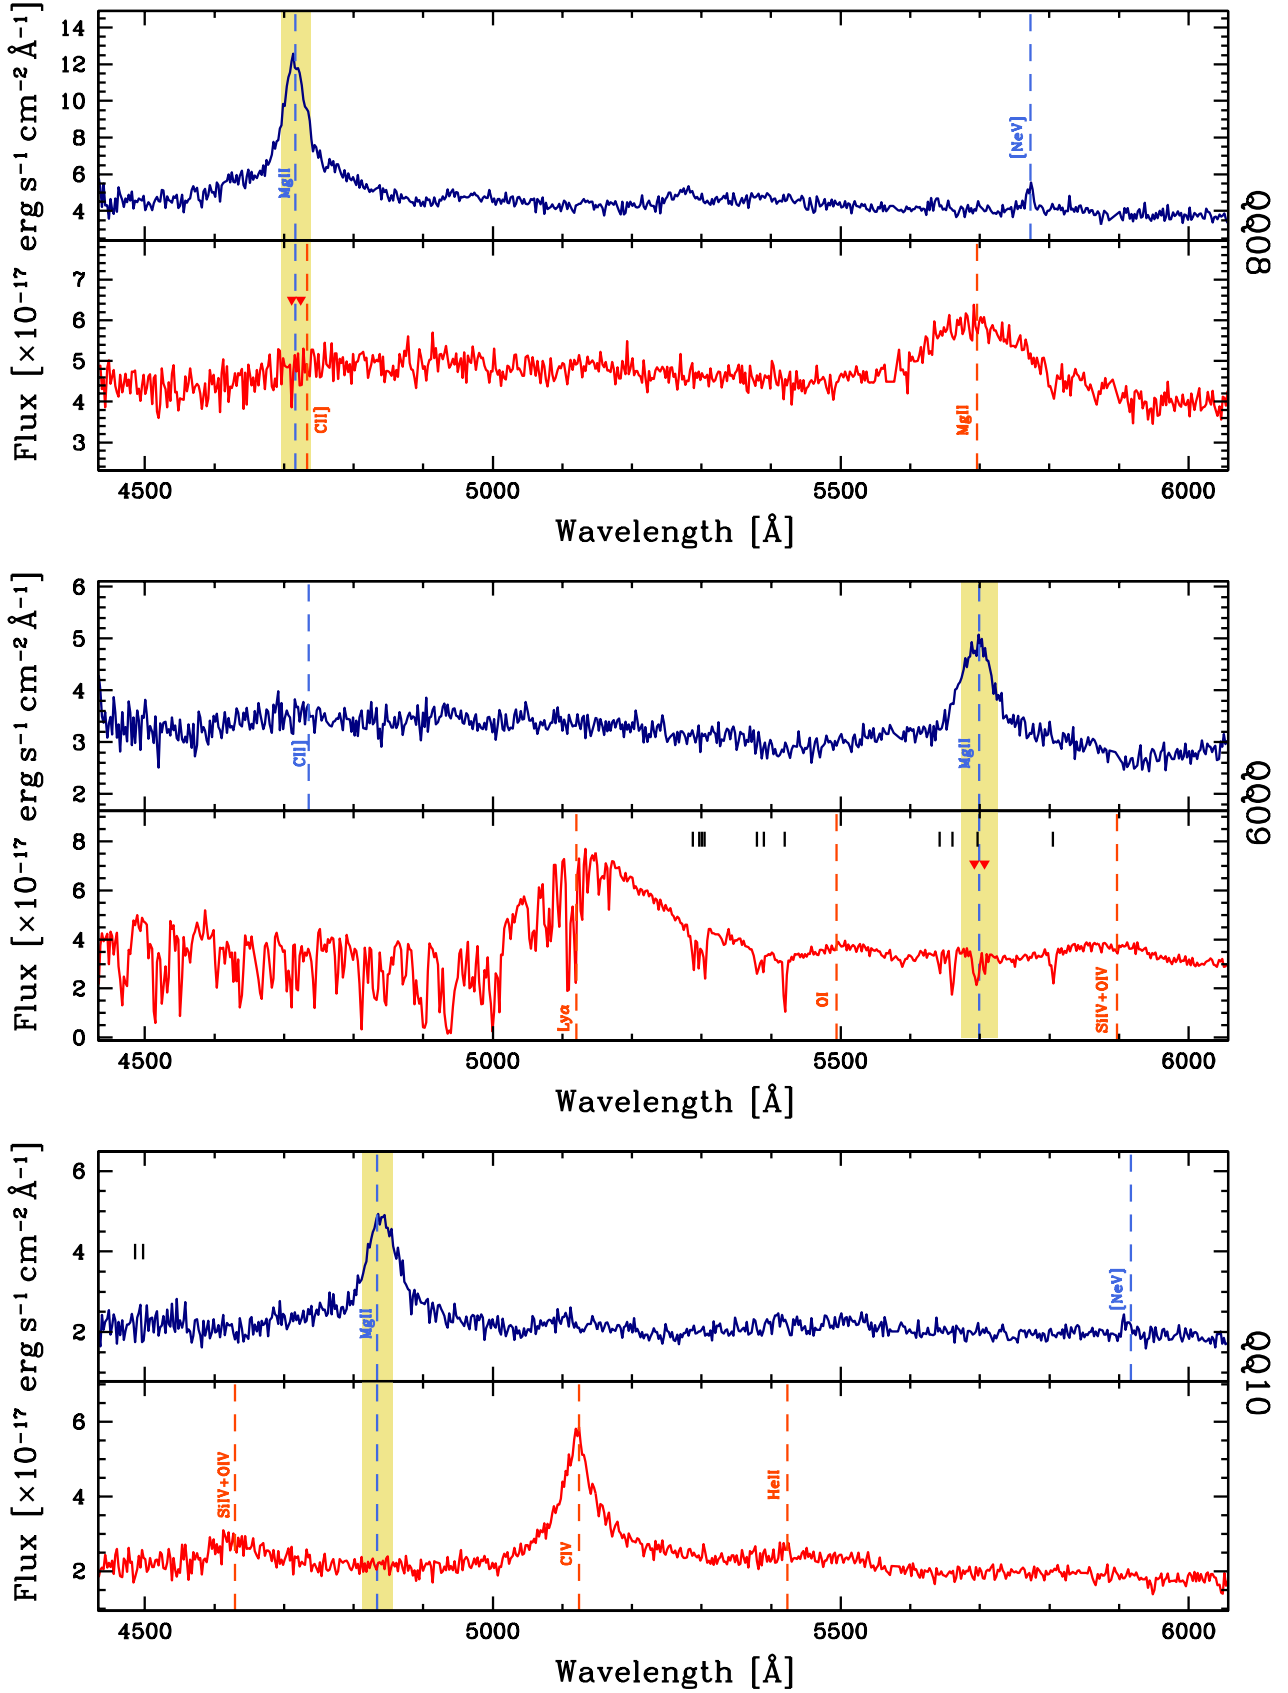 Flux [×10⁻¹⁷ erg s⁻¹ cm⁻² Å⁻¹]
14
12
10
8
6
4
MgII
[NeV]
7
6
5
4
3
CII]
MgII
QQ08
4500 5000 5500 6000
Wavelength [Å]
Flux [×10⁻¹⁷ erg s⁻¹ cm⁻² Å⁻¹]
6
5
4
3
2
CII]
MgII
8
6
4
2
0
Lyα
OI
SiIV+OIV
QQ09
4500 5000 5500 6000
Wavelength [Å]
Flux [×10⁻¹⁷ erg s⁻¹ cm⁻² Å⁻¹]
6
4
2
MgII
[NeV]
6
4
2
SiIV+OIV
CIV
HeII
QQ10
4500 5000 5500 6000
Wavelength [Å]